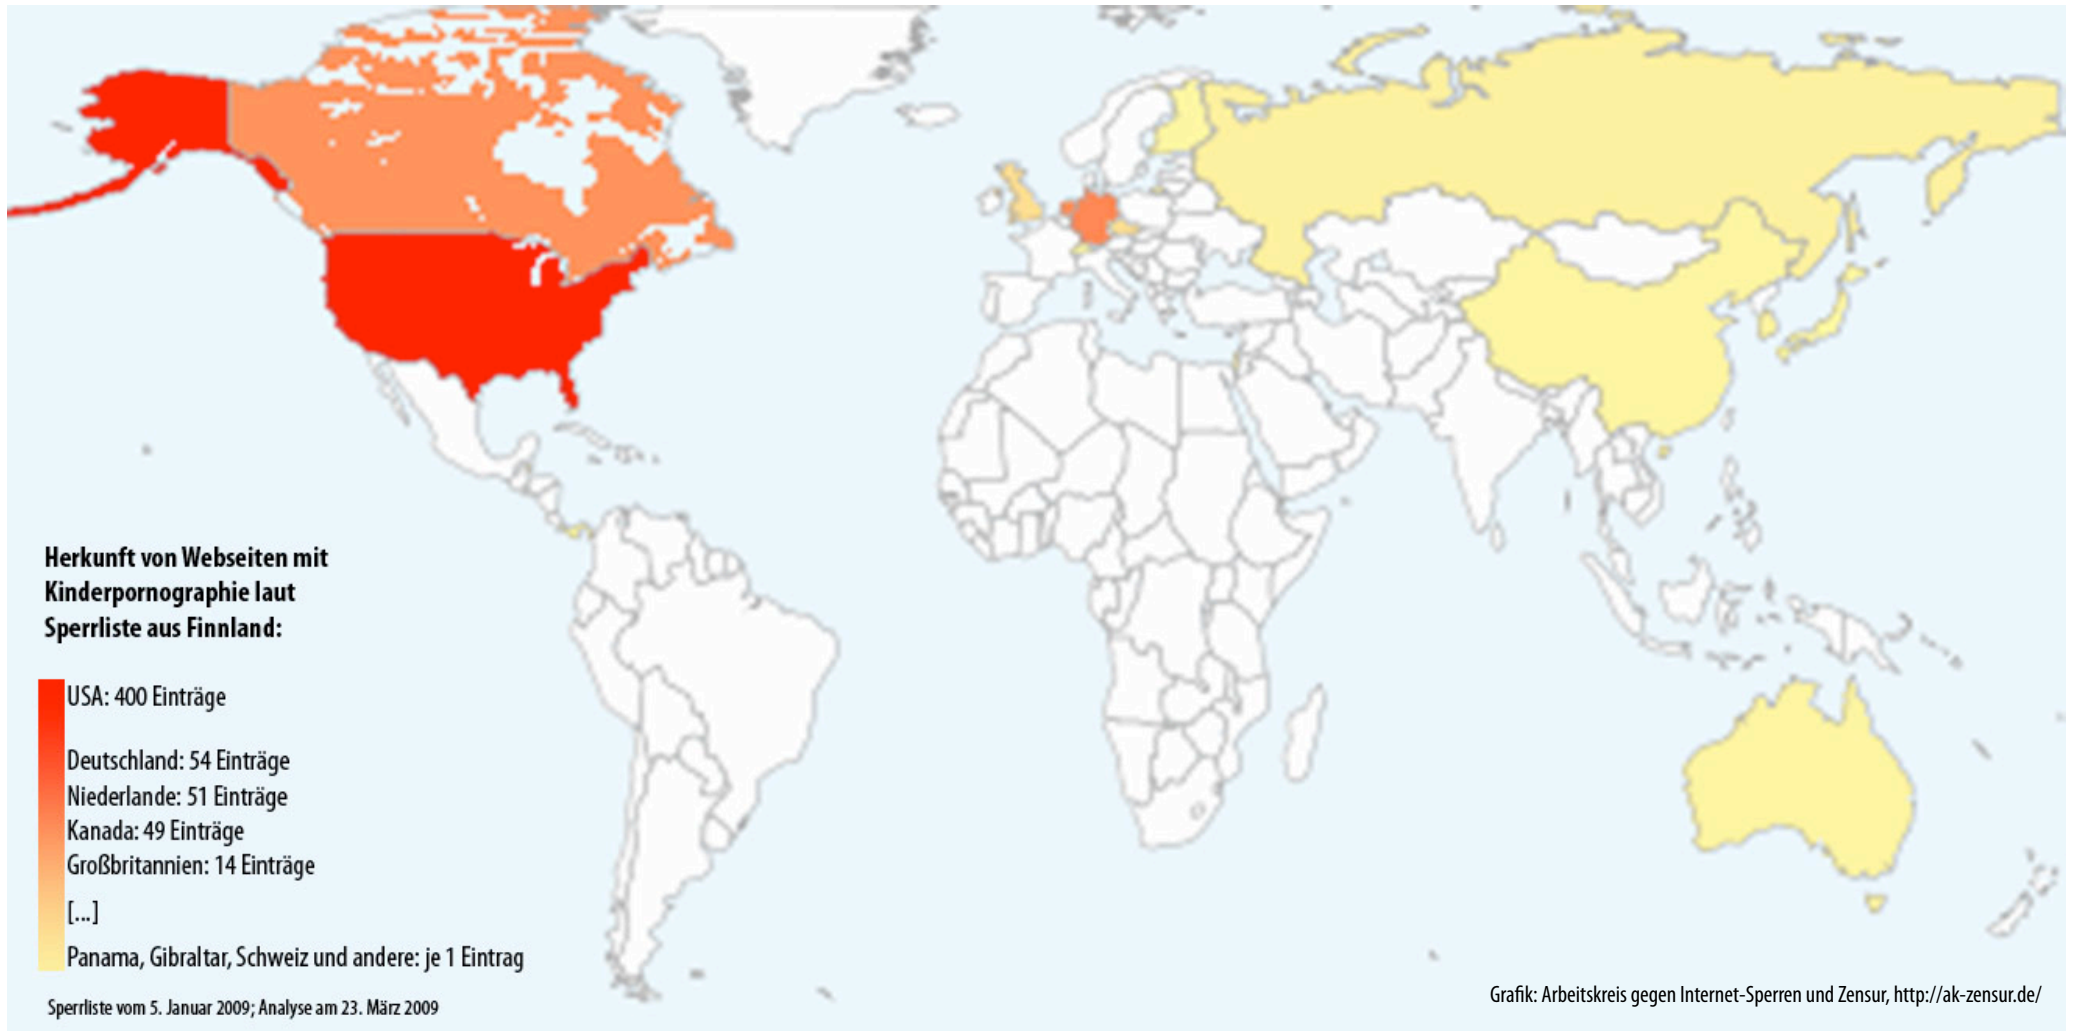 Herkunft von Webseiten mit
Kinderpornographie laut
Sperrliste aus Finnland:
USA: 400 Einträge
Deutschland: 54 Einträge
Niederlande: 51 Einträge
Kanada: 49 Einträge
Großbritannien: 14 Einträge
[...]
Panama, Gibraltar, Schweiz und andere: je 1 Eintrag
Sperrliste vom 5. Januar 2009; Analyse am 23. März 2009
Grafik: Arbeitskreis gegen Internet-Sperren und Zensur, http://ak-zensur.de/